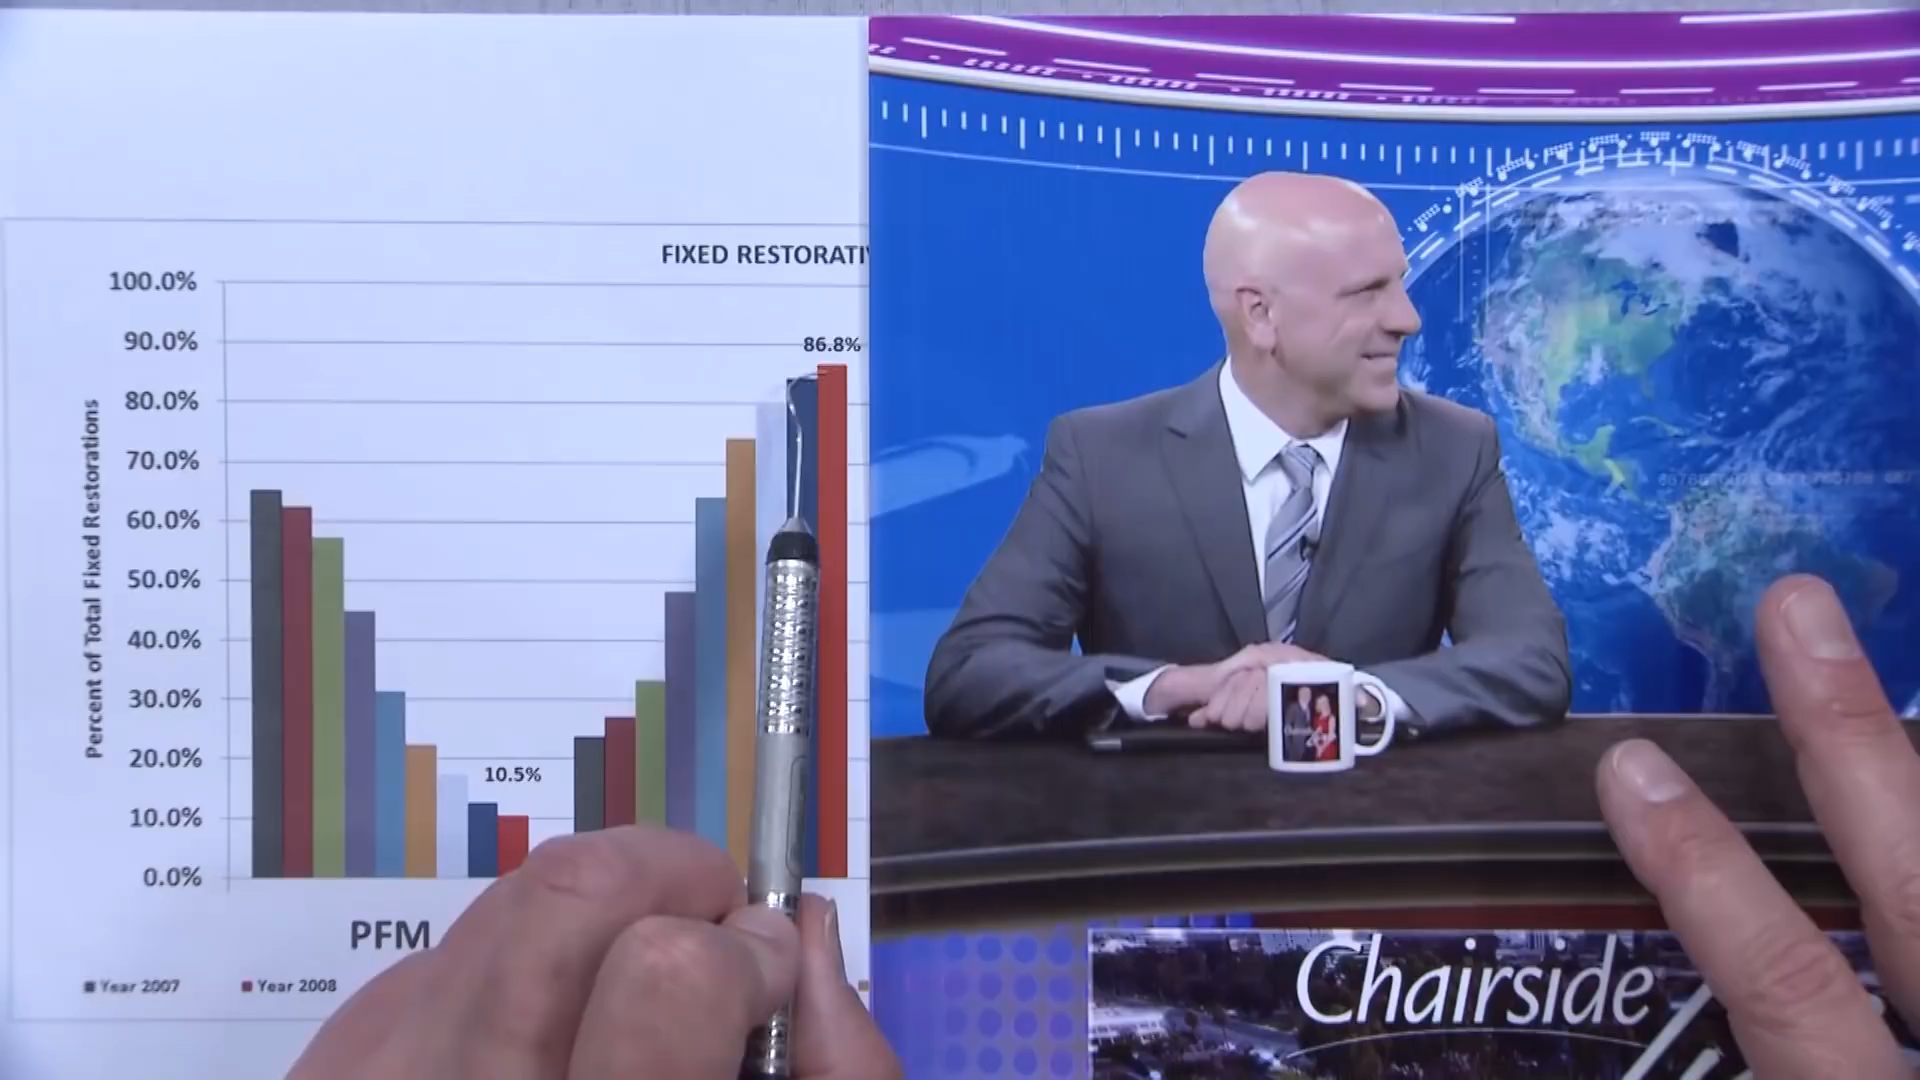 FIXED RESTORATI
100.0%
90.0%
80.0%
70.0%
60.0%
50.0%
40.0%
30.0%
20.0%
10.0%
0.0%
Percent of Total Fixed Restorations
86.8%
10.5%
PFM
Year 2007
Year 2008
Chairside